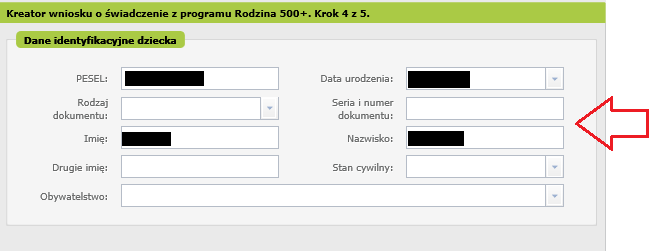 Kreator wniosku o świadczenie z programu Rodzina 500+. Krok 4 z 5.
Dane identyfikacyjne dziecka
PESEL:
Data urodzenia:
Rodzaj
dokumentu:
Seria i numer
dokumentu:
Imię:
Nazwisko:
Drugie imię:
Stan cywilny:
Obywatelstwo: